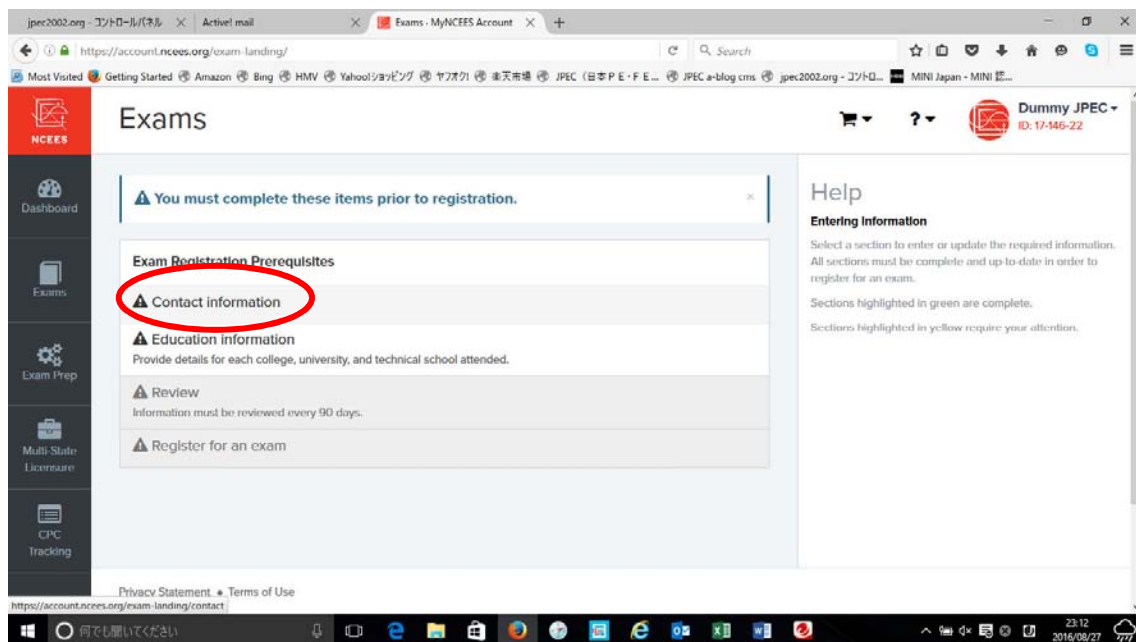 jpec2002.org - コントロールパネル
Active! mail
Exams - MyNCEES Account
https://account.ncees.org/exam-landing/
Search
Most Visited Getting Started Amazon Bing HMV Yahoo!ショッピング ヤフオク! 楽天市場 JPEC (日本PE・FE... JPEC a-blog cms jpec2002.org - コントロ... MINI Japan - MINI 認...
NCEES
Exams
?
Dummy JPEC
ID: 17-146-22
Dashboard
Exams
Exam Prep
Multi-State
Licensure
CPC
Tracking
You must complete these items prior to registration.
×
Exam Registration Prerequisites
Contact information
Education information
Provide details for each college, university, and technical school attended.
Review
Information must be reviewed every 90 days.
Register for an exam
Help
Entering Information
Select a section to enter or update the required information.
All sections must be complete and up-to-date in order to
register for an exam.
Sections highlighted in green are complete.
Sections highlighted in yellow require your attention.
Privacy Statement • Terms of Use
https://account.ncees.org/exam-landing/contact
何でも聞いてください
23:12
2016/08/27